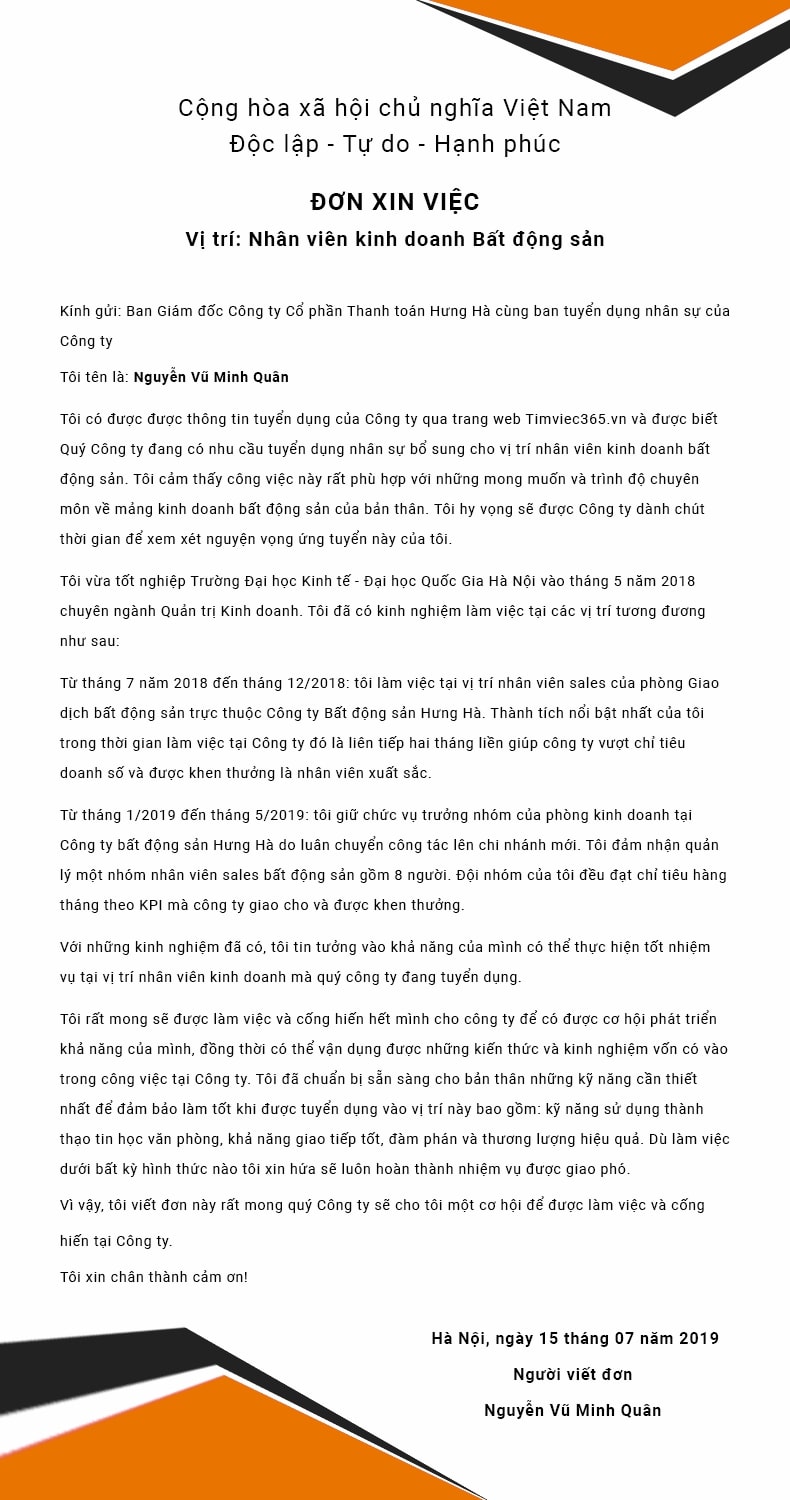 Cộng hòa xã hội chủ nghĩa Việt Nam
Độc lập - Tự do - Hạnh phúc
ĐƠN XIN VIỆC
Vị trí: Nhân viên kinh doanh Bất động sản
Kính gửi: Ban Giám đốc Công ty Cổ phần Thanh toán Hưng Hà cùng ban tuyển dụng nhân sự của
Công ty
Tôi tên là: Nguyễn Vũ Minh Quân
Tôi có được được thông tin tuyển dụng của Công ty qua trang web Timviec365.vn và được biết
Quý Công ty đang có nhu cầu tuyển dụng nhân sự bổ sung cho vị trí nhân viên kinh doanh bất
động sản. Tôi cảm thấy công việc này rất phù hợp với những mong muốn và trình độ chuyên
môn về mảng kinh doanh bất động sản của bản thân. Tôi hy vọng sẽ được Công ty dành chút
thời gian để xem xét nguyện vọng ứng tuyển này của tôi.
Tôi vừa tốt nghiệp Trường Đại học Kinh tế - Đại học Quốc Gia Hà Nội vào tháng 5 năm 2018
chuyên ngành Quản trị Kinh doanh. Tôi đã có kinh nghiệm làm việc tại các vị trí tương đương
như sau:
Từ tháng 7 năm 2018 đến tháng 12/2018: tôi làm việc tại vị trí nhân viên sales của phòng Giao
dịch bất động sản trực thuộc Công ty Bất động sản Hưng Hà. Thành tích nổi bật nhất của tôi
trong thời gian làm việc tại Công ty đó là liên tiếp hai tháng liền giúp công ty vượt chỉ tiêu
doanh số và được khen thưởng là nhân viên xuất sắc.
Từ tháng 1/2019 đến tháng 5/2019: tôi giữ chức vụ trưởng nhóm của phòng kinh doanh tại
Công ty bất động sản Hưng Hà do luân chuyển công tác lên chi nhánh mới. Tôi đảm nhận quản
lý một nhóm nhân viên sales bất động sản gồm 8 người. Đội nhóm của tôi đều đạt chỉ tiêu hàng
tháng theo KPI mà công ty giao cho và được khen thưởng.
Với những kinh nghiệm đã có, tôi tin tưởng vào khả năng của mình có thể thực hiện tốt nhiệm
vụ tại vị trí nhân viên kinh doanh mà quý công ty đang tuyển dụng.
Tôi rất mong sẽ được làm việc và cống hiến hết mình cho công ty để có được cơ hội phát triển
khả năng của mình, đồng thời có thể vận dụng được những kiến thức và kinh nghiệm vốn có vào
trong công việc tại Công ty. Tôi đã chuẩn bị sẵn sàng cho bản thân những kỹ năng cần thiết
nhất để đảm bảo làm tốt khi được tuyển dụng vào vị trí này bao gồm: kỹ năng sử dụng thành
thạo tin học văn phòng, khả năng giao tiếp tốt, đàm phán và thương lượng hiệu quả. Dù làm việc
dưới bất kỳ hình thức nào tôi xin hứa sẽ luôn hoàn thành nhiệm vụ được giao phó.
Vì vậy, tôi viết đơn này rất mong quý Công ty sẽ cho tôi một cơ hội để được làm việc và cống
hiến tại Công ty.
Tôi xin chân thành cảm ơn!
Hà Nội, ngày 15 tháng 07 năm 2019
Người viết đơn
Nguyễn Vũ Minh Quân